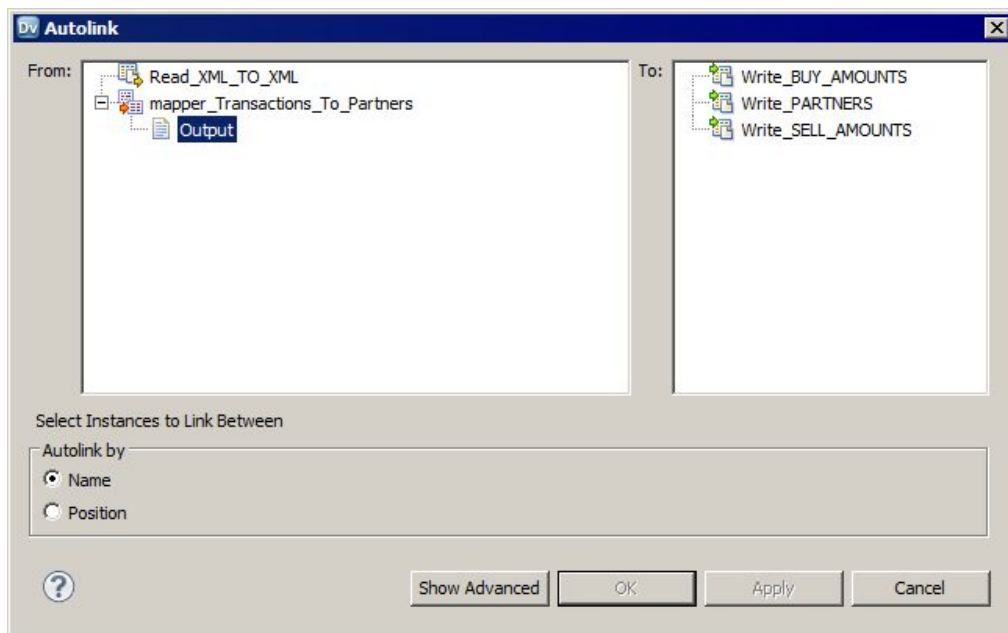 Dv Autolink
From:
Read_XML_TO_XML
mapper_Transactions_To_Partners
Output
To:
Write_BUY_AMOUNTS
Write_PARTNERS
Write_SELL_AMOUNTS
Select Instances to Link Between
Autolink by
Name
Position
? Show Advanced OK Apply Cancel